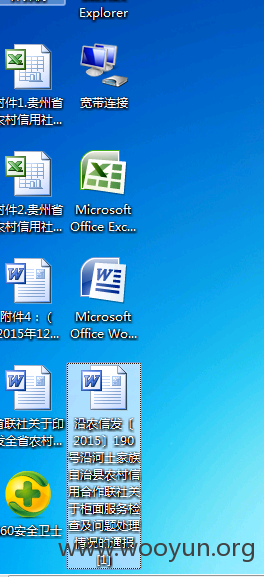 Explorer
宽带连接
附件1.贵州省
农村信用社...
Microsoft
Office Exc...
附件2.贵州省
农村信用社...
Microsoft
Office Wo...
附件4：（
2015年12...
省联社关于印
发全省农村...
沿农信发〔
2015〕190
号沿河土家族
自治县农村信
用合作联社关
于柜面服务检
查及问题处理
情况的通报
[1]
60安全卫士
www.wooyun.org